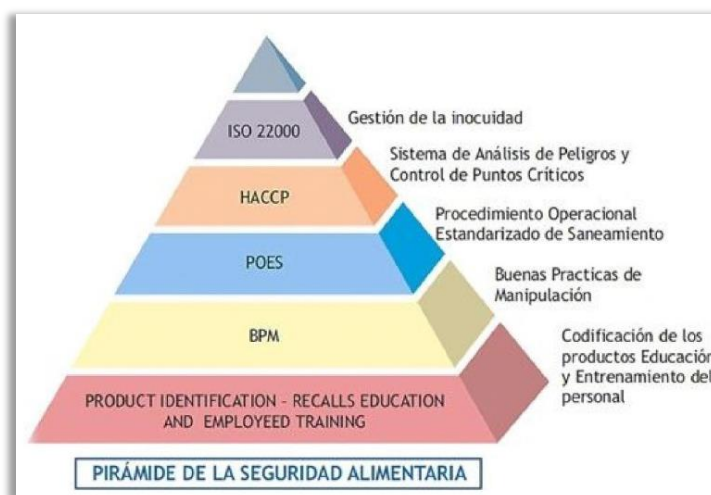 ISO 22000
Gestión de la inocuidad
HACCP
Sistema de Análisis de Peligros y
Control de Puntos Críticos
POES
Procedimiento Operacional
Estandarizado de Saneamiento
BPM
Buenas Practicas de
Manipulación
PRODUCT IDENTIFICATION – RECALLS EDUCATION
AND EMPLOYEED TRAINING
Codificación de los
productos Educación
y Entrenamiento del
personal
PIRÁMIDE DE LA SEGURIDAD ALIMENTARIA